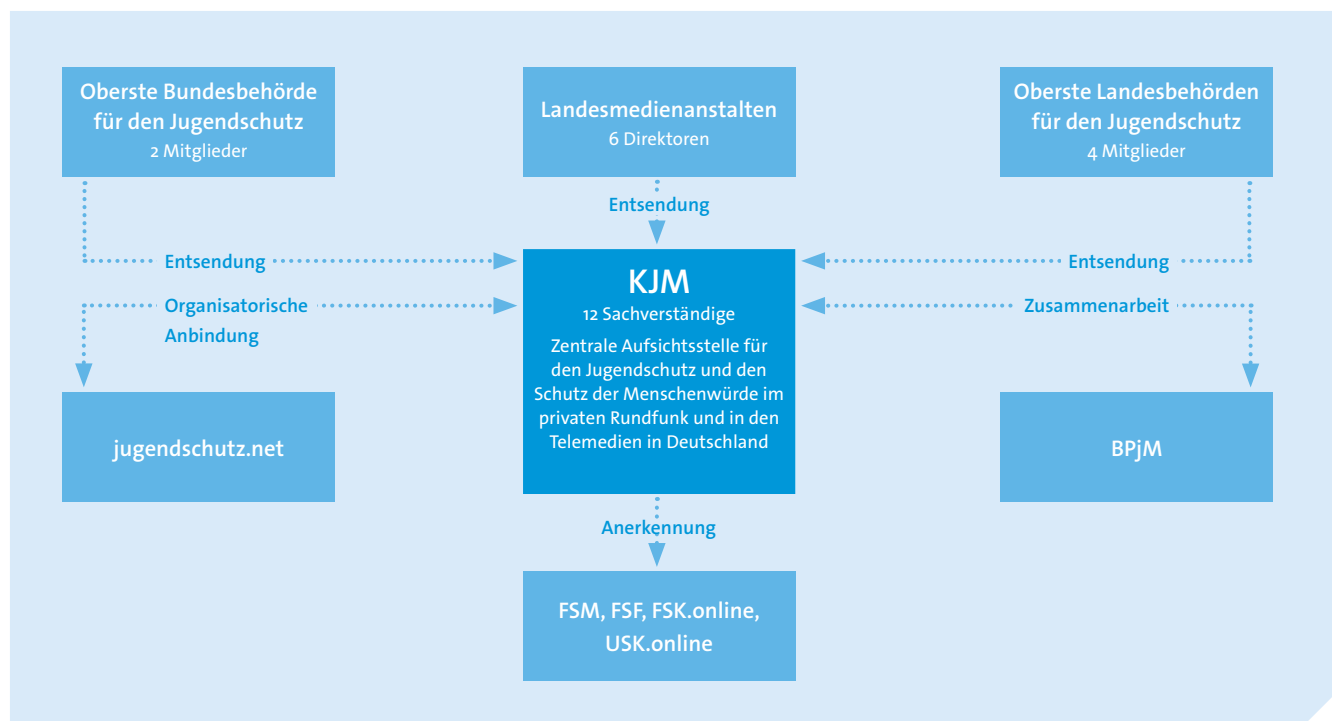 Oberste Bundesbehörde
für den Jugendschutz
2 Mitglieder
Landesmedienanstalten
6 Direktoren
Oberste Landesbehörden
für den Jugendschutz
4 Mitglieder
Entsendung
Entsendung
Entsendung
Organisatorische
Anbindung
KJM
12 Sachverständige
Zentrale Aufsichtsstelle für
den Jugendschutz und den
Schutz der Menschenwürde im
privaten Rundfunk und in den
Telemedien in Deutschland
Zusammenarbeit
jugendschutz.net
BPjM
Anerkennung
FSM, FSF, FSK.online,
USK.online